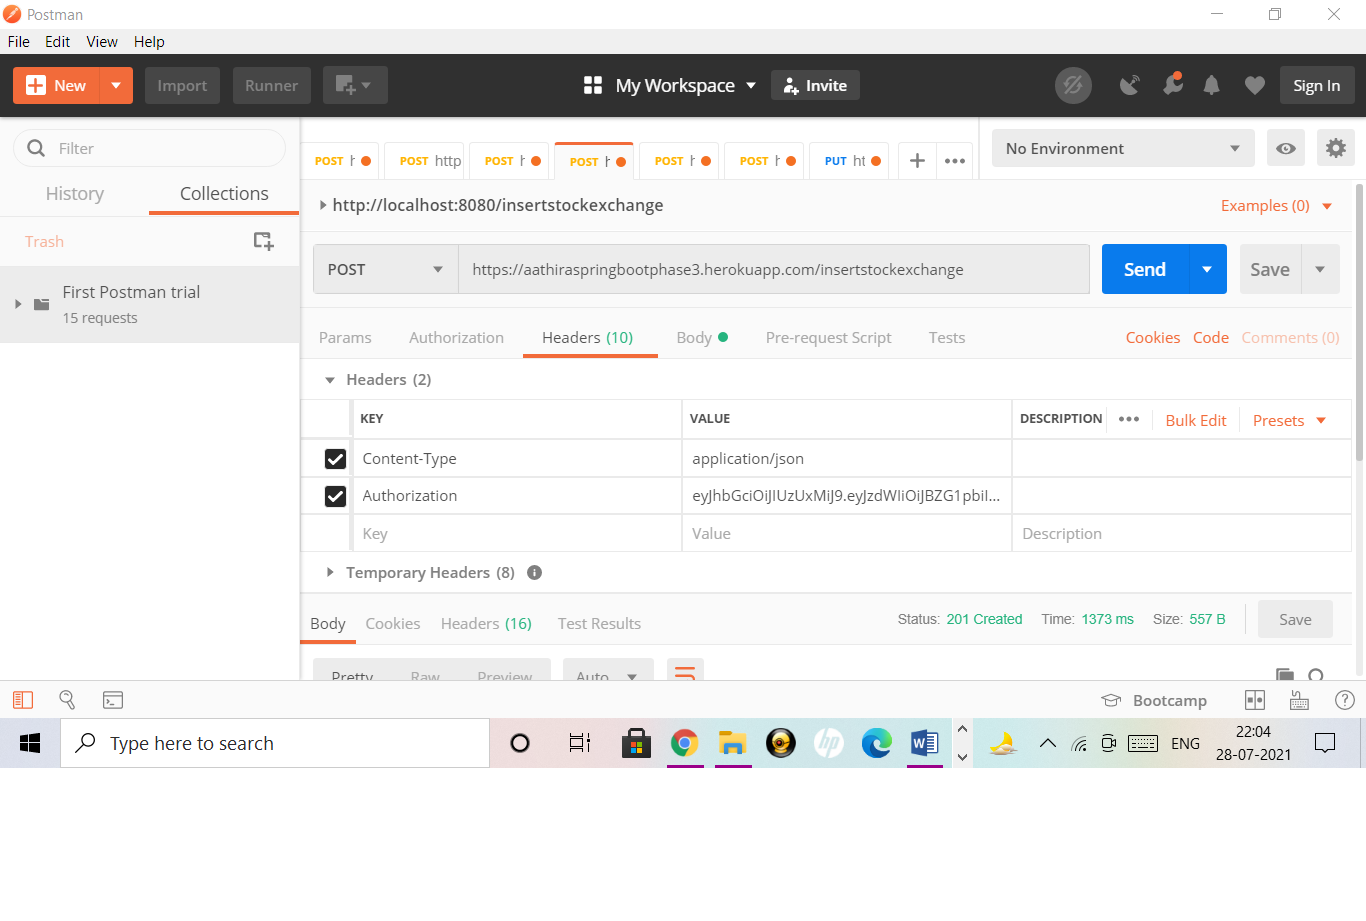 Postman
File Edit View Help
New Import Runner My Workspace Invite Sign In
Filter
History Collections
Trash
First Postman trial
15 requests
POST POST http POST POST POST POST PUT ht + •••
No Environment
http://localhost:8080/insertstockexchange
Examples (0)
POST https://aathiraspringbootphase3.herokuapp.com/insertstockexchange Send Save
Params Authorization Headers (10) Body Pre-request Script Tests Cookies Code Comments (0)
Headers (2)
KEY VALUE DESCRIPTION ••• Bulk Edit Presets
Content-Type application/json
Authorization eyJhbGciOiJIUzUxMiJ9.eyJzdWIiOiJBZG1pbiI...
Key Value Description
Temporary Headers (8)
Body Cookies Headers (16) Test Results Status: 201 Created Time: 1373 ms Size: 557 B Save
Pretty Raw Preview Auto
Bootcamp
Type here to search
hp
W
ENG
22:04
28-07-2021